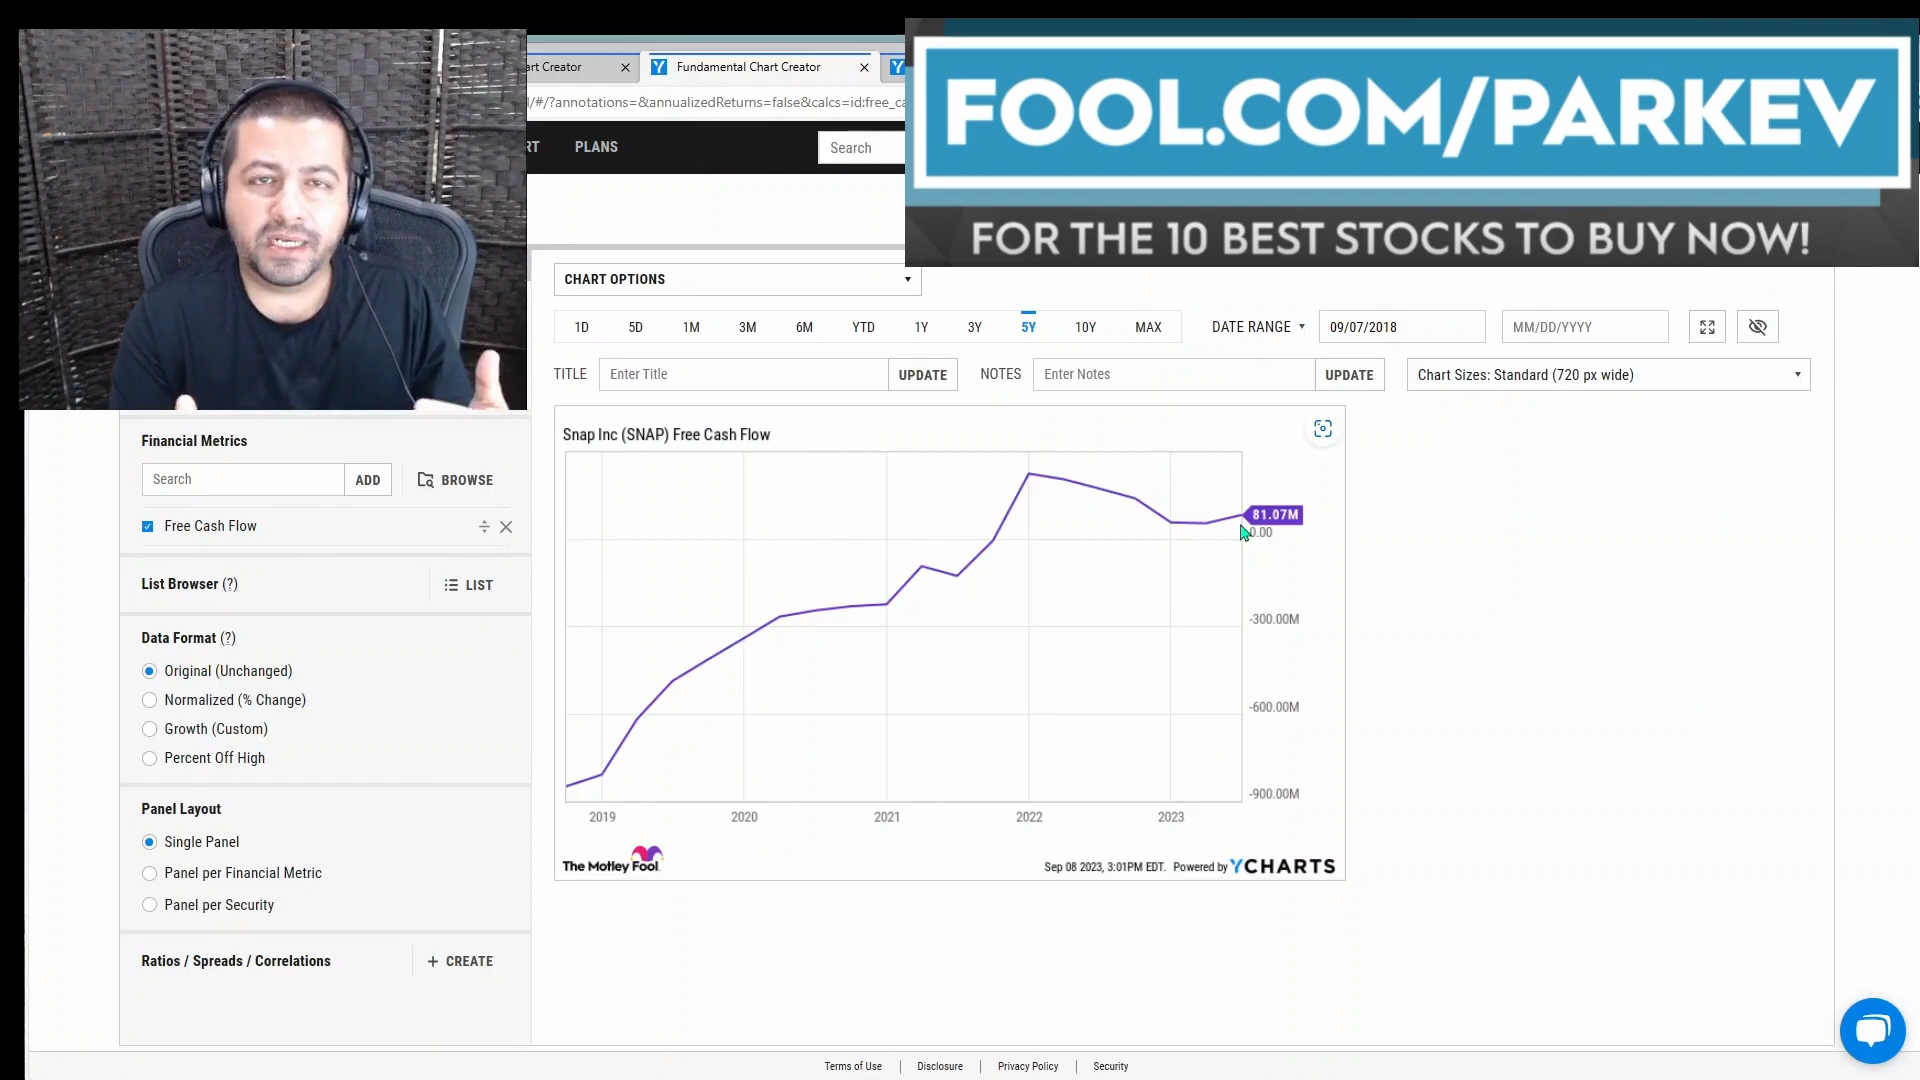 FOOL.COM/PARKEV
FOR THE 10 BEST STOCKS TO BUY NOW!
art Creator
Fundamental Chart Creator
l/#/?annotations=&annualizedReturns=false&calcs=id:free_ca
RT
PLANS
Search
CHART OPTIONS
1D 5D 1M 3M 6M YTD 1Y 3Y 5Y 10Y MAX DATE RANGE 09/07/2018 MM/DD/YYYY
TITLE Enter Title UPDATE NOTES Enter Notes UPDATE Chart Sizes: Standard (720 px wide)
Financial Metrics
Search ADD BROWSE
Free Cash Flow
List Browser (?) LIST
Data Format (?)
Original (Unchanged)
Normalized (% Change)
Growth (Custom)
Percent Off High
Panel Layout
Single Panel
Panel per Financial Metric
Panel per Security
Ratios / Spreads / Correlations + CREATE
Snap Inc (SNAP) Free Cash Flow
81.07M
0.00
-300.00M
-600.00M
-900.00M
2019 2020 2021 2022 2023
The Motley Fool. Sep 08 2023, 3:01PM EDT. Powered by YCHARTS
Terms of Use | Disclosure | Privacy Policy | Security